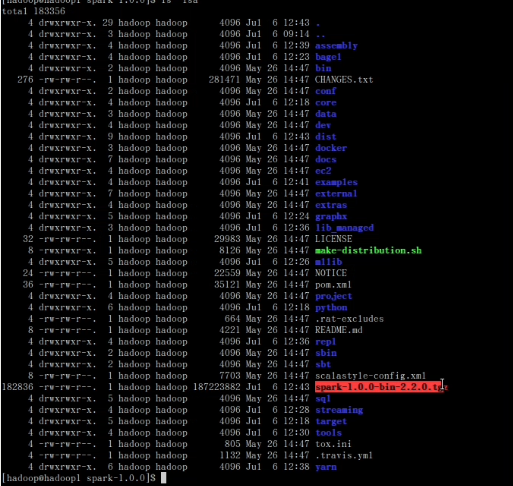 [hadoop@hadoop1 spark-1.0.0]$ ls -lsa
total 183356
4 drwxrwxr-x. 29 hadoop hadoop 4096 Jul 6 12:43 .
4 drwxrwxr-x. 3 hadoop hadoop 4096 Jul 6 09:14 ..
4 drwxrwxr-x. 4 hadoop hadoop 4096 Jul 6 12:39 assembly
4 drwxrwxr-x. 4 hadoop hadoop 4096 Jul 6 12:23 bagel
4 drwxrwxr-x. 2 hadoop hadoop 4096 May 26 14:47 bin
276 -rw-rw-r--. 1 hadoop hadoop 281471 May 26 14:47 CHANGES.txt
4 drwxrwxr-x. 2 hadoop hadoop 4096 May 26 14:47 conf
4 drwxrwxr-x. 4 hadoop hadoop 4096 Jul 6 12:18 core
4 drwxrwxr-x. 3 hadoop hadoop 4096 May 26 14:47 data
4 drwxrwxr-x. 4 hadoop hadoop 4096 May 26 14:47 dev
4 drwxrwxr-x. 9 hadoop hadoop 4096 Jul 6 12:43 dist
4 drwxrwxr-x. 3 hadoop hadoop 4096 May 26 14:47 docker
4 drwxrwxr-x. 7 hadoop hadoop 4096 May 26 14:47 docs
4 drwxrwxr-x. 4 hadoop hadoop 4096 May 26 14:47 ec2
4 drwxrwxr-x. 4 hadoop hadoop 4096 Jul 6 12:41 examples
4 drwxrwxr-x. 7 hadoop hadoop 4096 May 26 14:47 external
4 drwxrwxr-x. 4 hadoop hadoop 4096 May 26 14:47 extras
4 drwxrwxr-x. 5 hadoop hadoop 4096 Jul 6 12:24 graphx
4 drwxrwxr-x. 3 hadoop hadoop 4096 Jul 6 12:36 lib_managed
32 -rw-rw-r--. 1 hadoop hadoop 29983 May 26 14:47 LICENSE
8 -rwxrwxr-x. 1 hadoop hadoop 8126 May 26 14:47 make-distribution.sh
4 drwxrwxr-x. 5 hadoop hadoop 4096 Jul 6 12:26 mllib
24 -rw-rw-r--. 1 hadoop hadoop 22559 May 26 14:47 NOTICE
36 -rw-rw-r--. 1 hadoop hadoop 35121 May 26 14:47 pom.xml
4 drwxrwxr-x. 4 hadoop hadoop 4096 May 26 14:47 project
4 drwxrwxr-x. 6 hadoop hadoop 4096 Jul 6 12:18 python
4 -rw-rw-r--. 1 hadoop hadoop 664 May 26 14:47 .rat-excludes
8 -rw-rw-r--. 1 hadoop hadoop 4221 May 26 14:47 README.md
4 drwxrwxr-x. 4 hadoop hadoop 4096 Jul 6 12:36 repl
4 drwxrwxr-x. 2 hadoop hadoop 4096 May 26 14:47 sbin
4 drwxrwxr-x. 2 hadoop hadoop 4096 May 26 14:47 sbt
8 -rw-rw-r--. 1 hadoop hadoop 7703 May 26 14:47 scalastyle-config.xml
182836 -rw-rw-r--. 1 hadoop hadoop 187223882 Jul 6 12:43 spark-1.0.0-bin-2.2.0.tgz
4 drwxrwxr-x. 5 hadoop hadoop 4096 May 26 14:47 sql
4 drwxrwxr-x. 4 hadoop hadoop 4096 Jul 6 12:28 streaming
4 drwxrwxr-x. 5 hadoop hadoop 4096 Jul 6 12:18 target
4 drwxrwxr-x. 4 hadoop hadoop 4096 Jul 6 12:30 tools
4 -rw-rw-r--. 1 hadoop hadoop 805 May 26 14:47 tox.ini
4 -rw-rw-r--. 1 hadoop hadoop 1132 May 26 14:47 .travis.yml
4 drwxrwxr-x. 6 hadoop hadoop 4096 Jul 6 12:38 yarn
[hadoop@hadoop1 spark-1.0.0]$